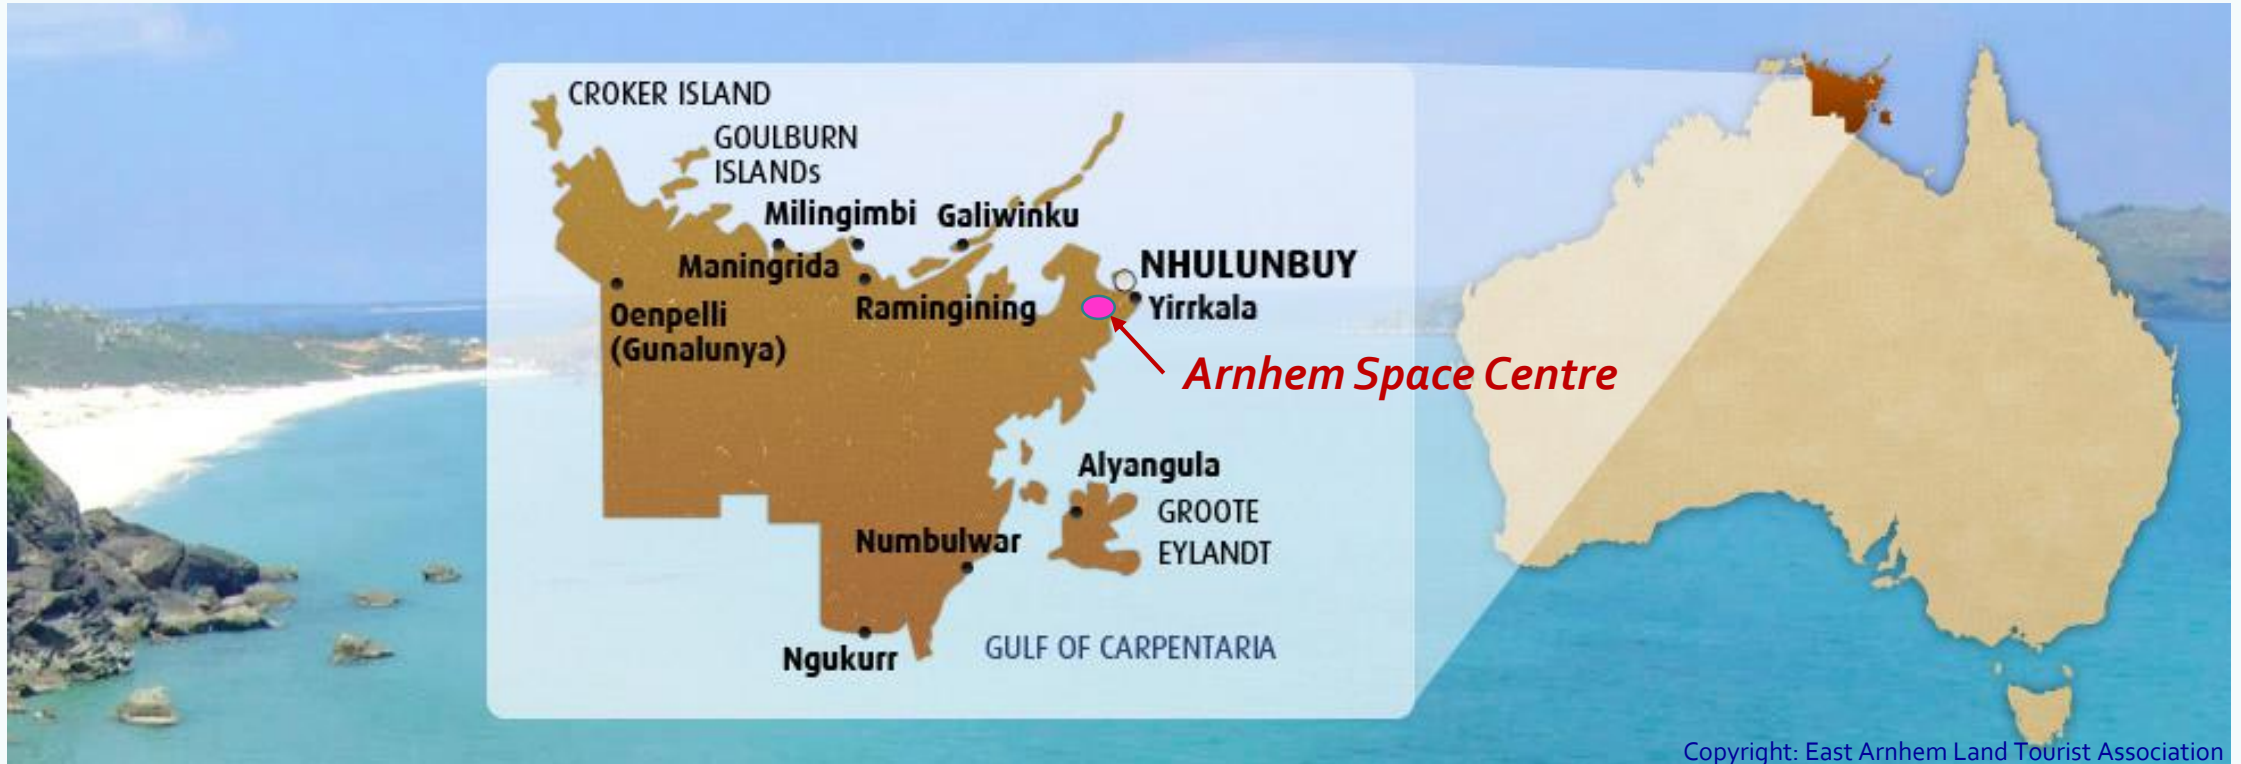 CROKER ISLAND
GOULBURN
ISLANDs
Milingimbi
Galiwinku
Maningrida
NHULUNBUY
Oenpelli
(Gunalunya)
Ramingining
Yirrkala
Arnhem Space Centre
Alyangula
GROOTE
EYLANDT
Numbulwar
Ngukurr
GULF OF CARPENTARIA
Copyright: East Arnhem Land Tourist Association